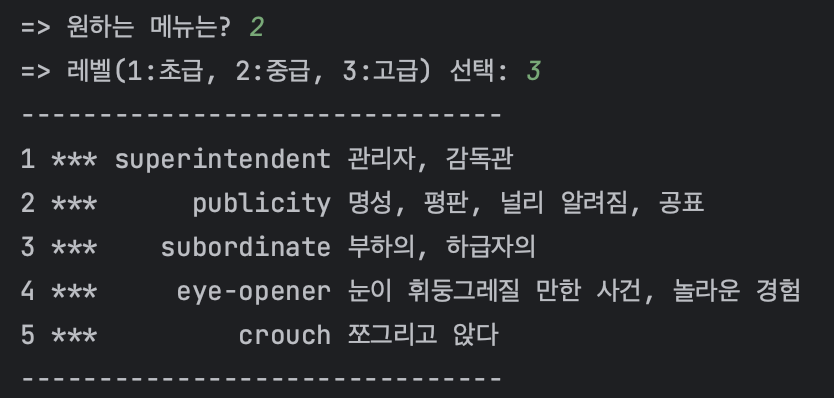 => 원하는 메뉴는? 2
=> 레벨(1:초급, 2:중급, 3:고급) 선택: 3
-------------------------------
1 *** superintendent 관리자, 감독관
2 ***      publicity 명성, 평판, 널리 알려짐, 공표
3 ***    subordinate 부하의, 하급자의
4 ***     eye-opener 눈이 휘둥그레질 만한 사건, 놀라운 경험
5 ***         crouch 쪼그리고 앉다
-------------------------------